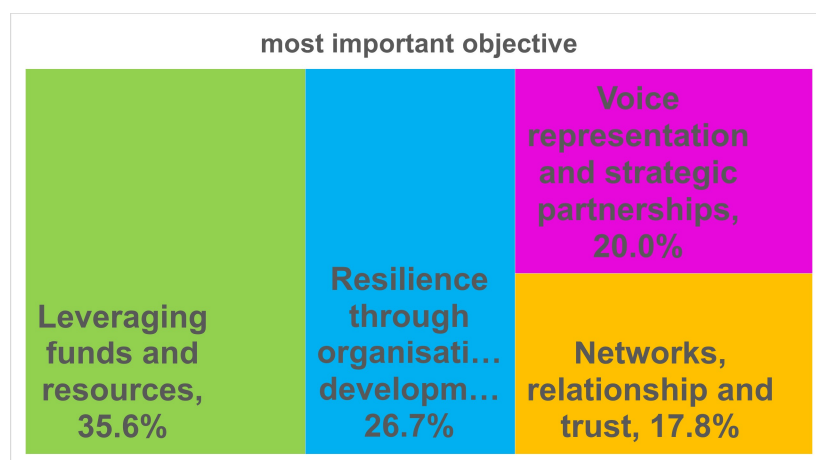 most important objective
Leveraging
funds and
resources,
35.6%
Resilience
through
organisati…
developm…
26.7%
Voice
representation
and strategic
partnerships,
20.0%
Networks,
relationship and
trust, 17.8%